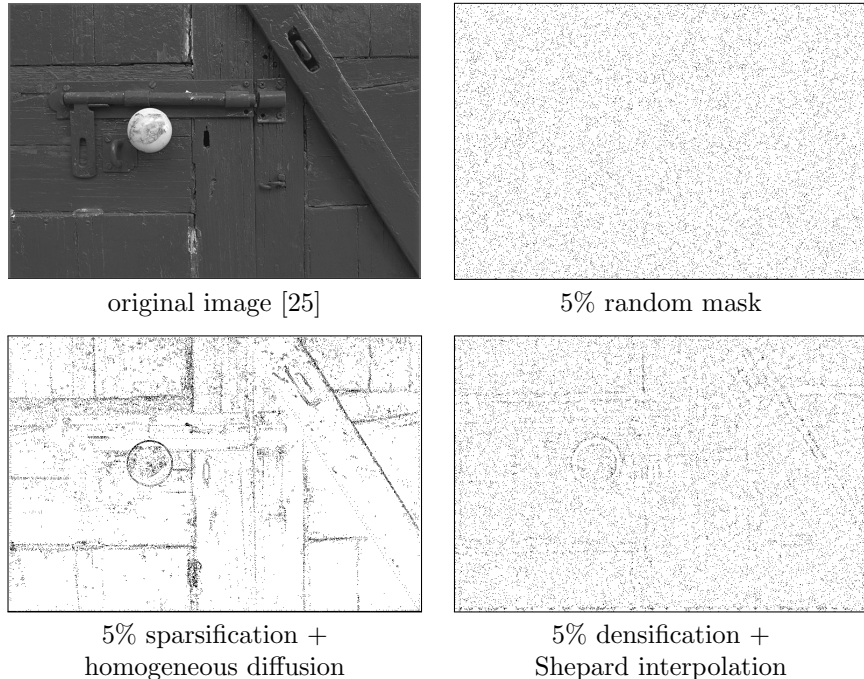 original image [25]
5% random mask
5% sparsification +
homogeneous diffusion
5% densification +
Shepard interpolation